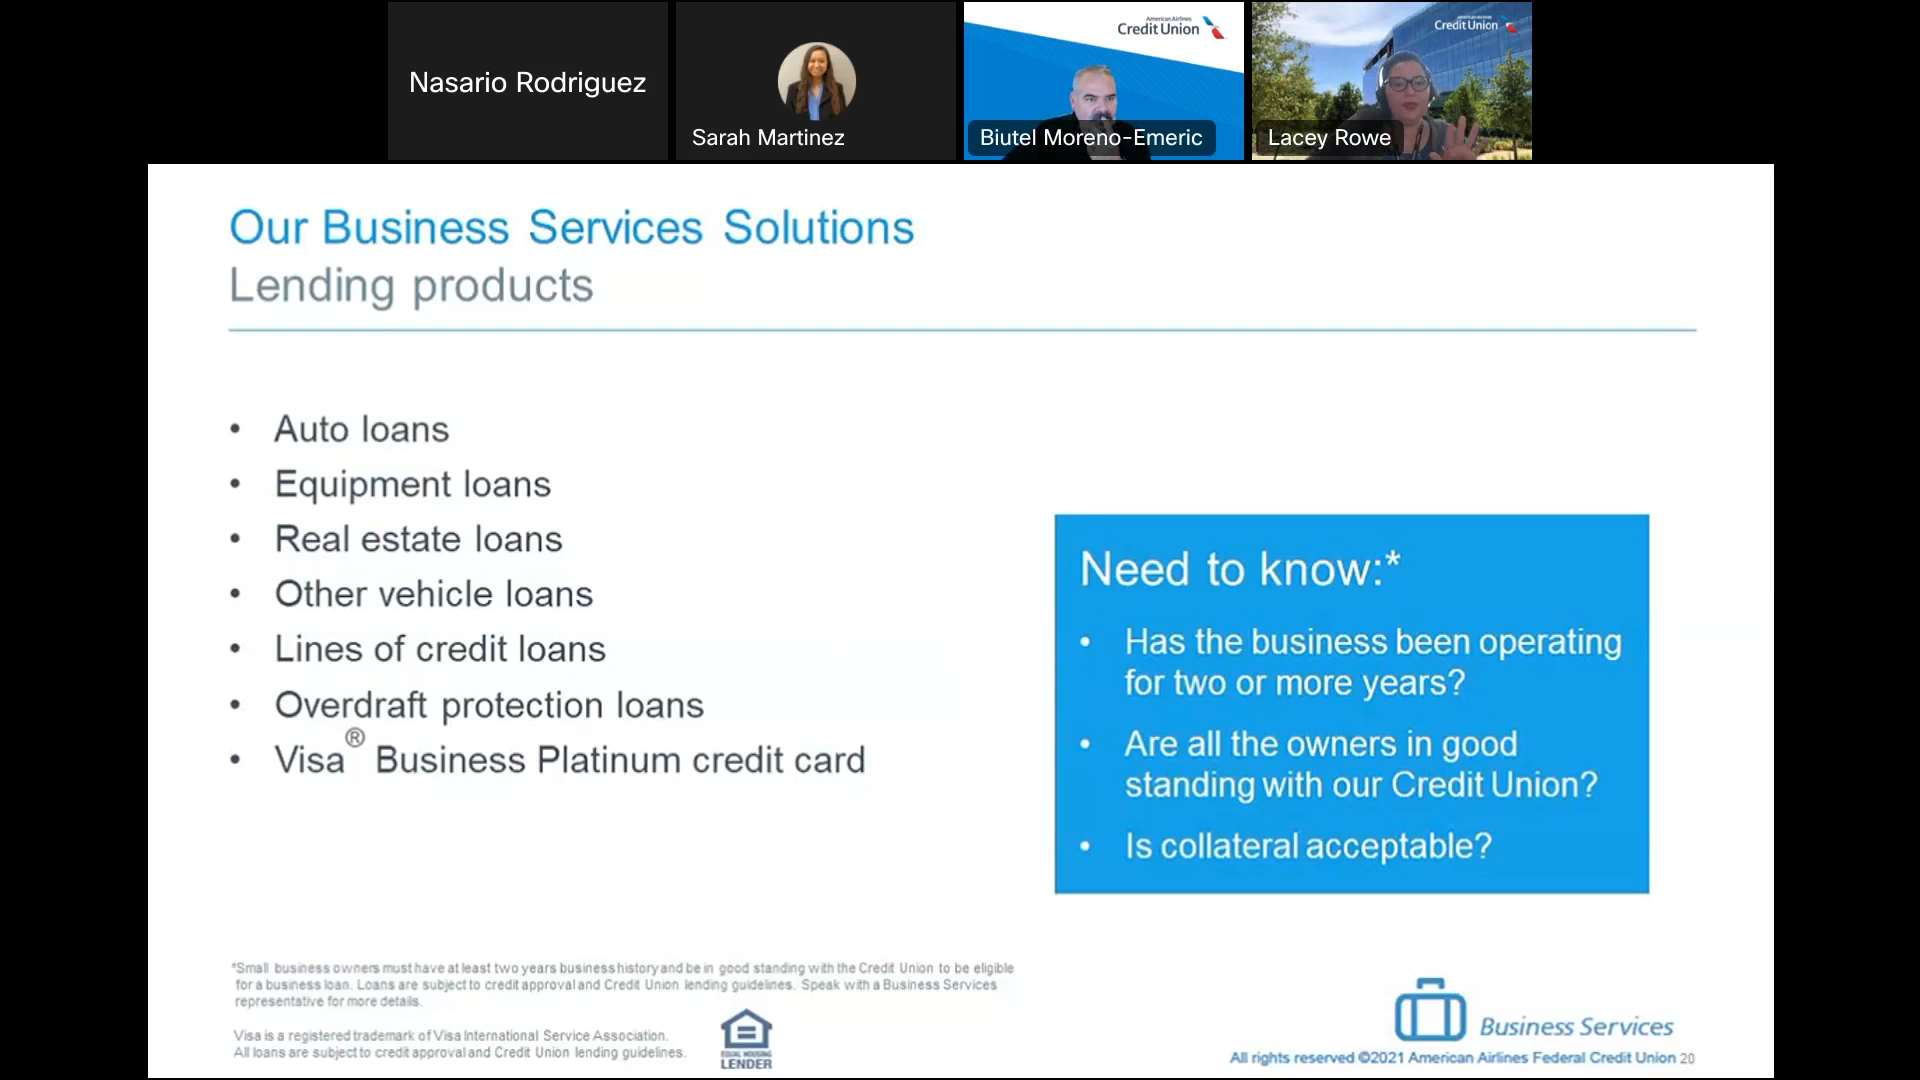 Nasario Rodriguez
Sarah Martinez
American Airlines
Credit Union
Biutel Moreno-Emeric
Credit Union
Lacey Rowe
Our Business Services Solutions
Lending products
• Auto loans
• Equipment loans
• Real estate loans
• Other vehicle loans
• Lines of credit loans
• Overdraft protection loans
• Visa® Business Platinum credit card
Need to know:*
• Has the business been operating
for two or more years?
• Are all the owners in good
standing with our Credit Union?
• Is collateral acceptable?
*Small business owners must have at least two years business history and be in good standing with the Credit Union to be eligible
for a business loan. Loans are subject to credit approval and Credit Union lending guidelines. Speak with a Business Services
representative for more details.
Visa is a registered trademark of Visa International Service Association.
All loans are subject to credit approval and Credit Union lending guidelines.
EQUAL HOUSING
LENDER
Business Services
All rights reserved ©2021 American Airlines Federal Credit Union 20